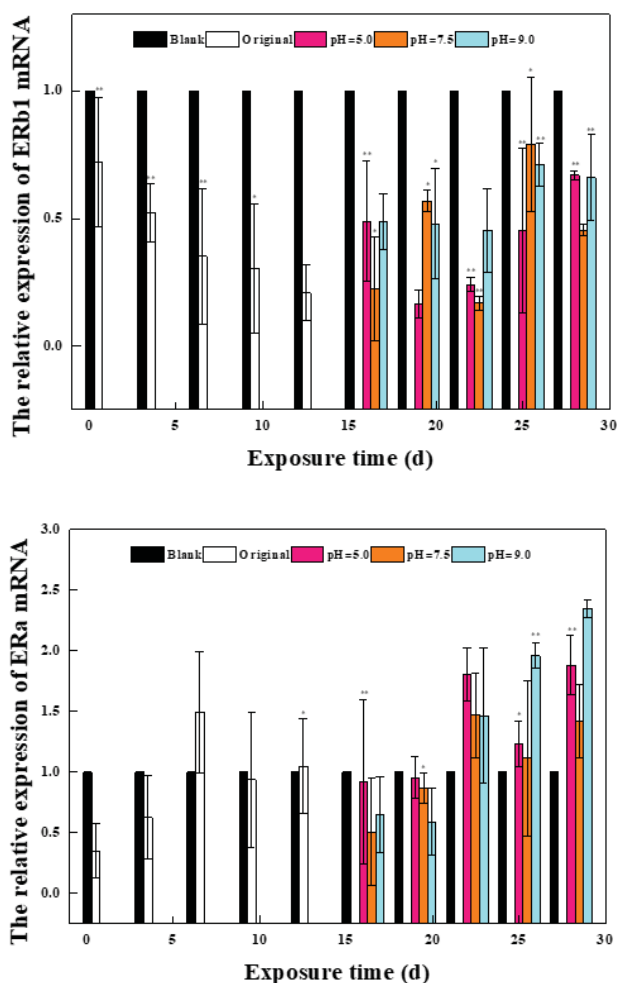 Blank Original pH=5.0 pH=7.5 pH=9.0
The relative expression of ERb1 mRNA
1.0
0.5
0.0
** ** ** * ** * * * ** ** ** * ** ** **
0 5 10 15 20 25 30
Exposure time (d)
3.0
Blank Original pH=5.0 pH=7.5 pH=9.0
The relative expression of ERa mRNA
2.5
2.0
1.5
1.0
0.5
0.0
* ** * * ** **
0 5 10 15 20 25 30
Exposure time (d)